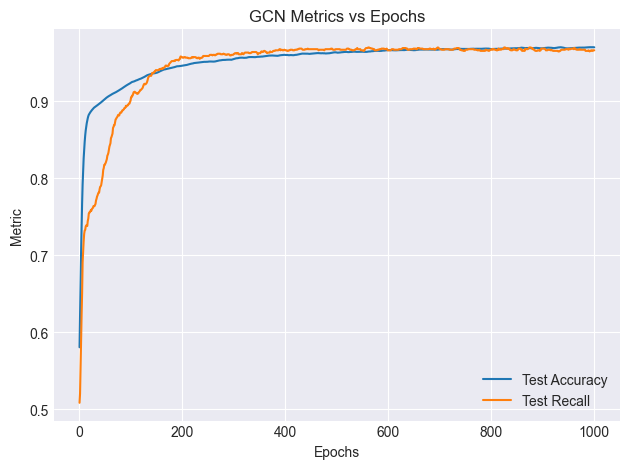 GCN Metrics vs Epochs
Metric
0.9
0.8
0.7
0.6
0.5
Test Accuracy
Test Recall
0 200 400 600 800 1000
Epochs